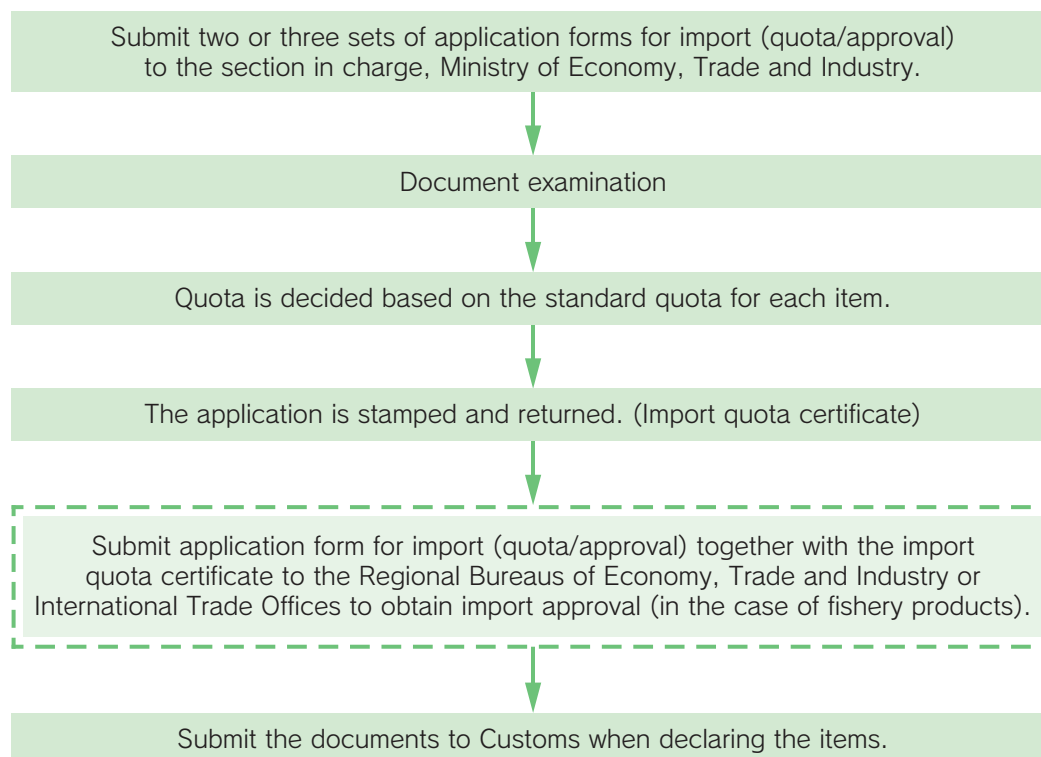 Submit two or three sets of application forms for import (quota/approval)
to the section in charge, Ministry of Economy, Trade and Industry.
Document examination
Quota is decided based on the standard quota for each item.
The application is stamped and returned. (Import quota certificate)
Submit application form for import (quota/approval) together with the import
quota certificate to the Regional Bureaus of Economy, Trade and Industry or
International Trade Offices to obtain import approval (in the case of fishery products).
Submit the documents to Customs when declaring the items.